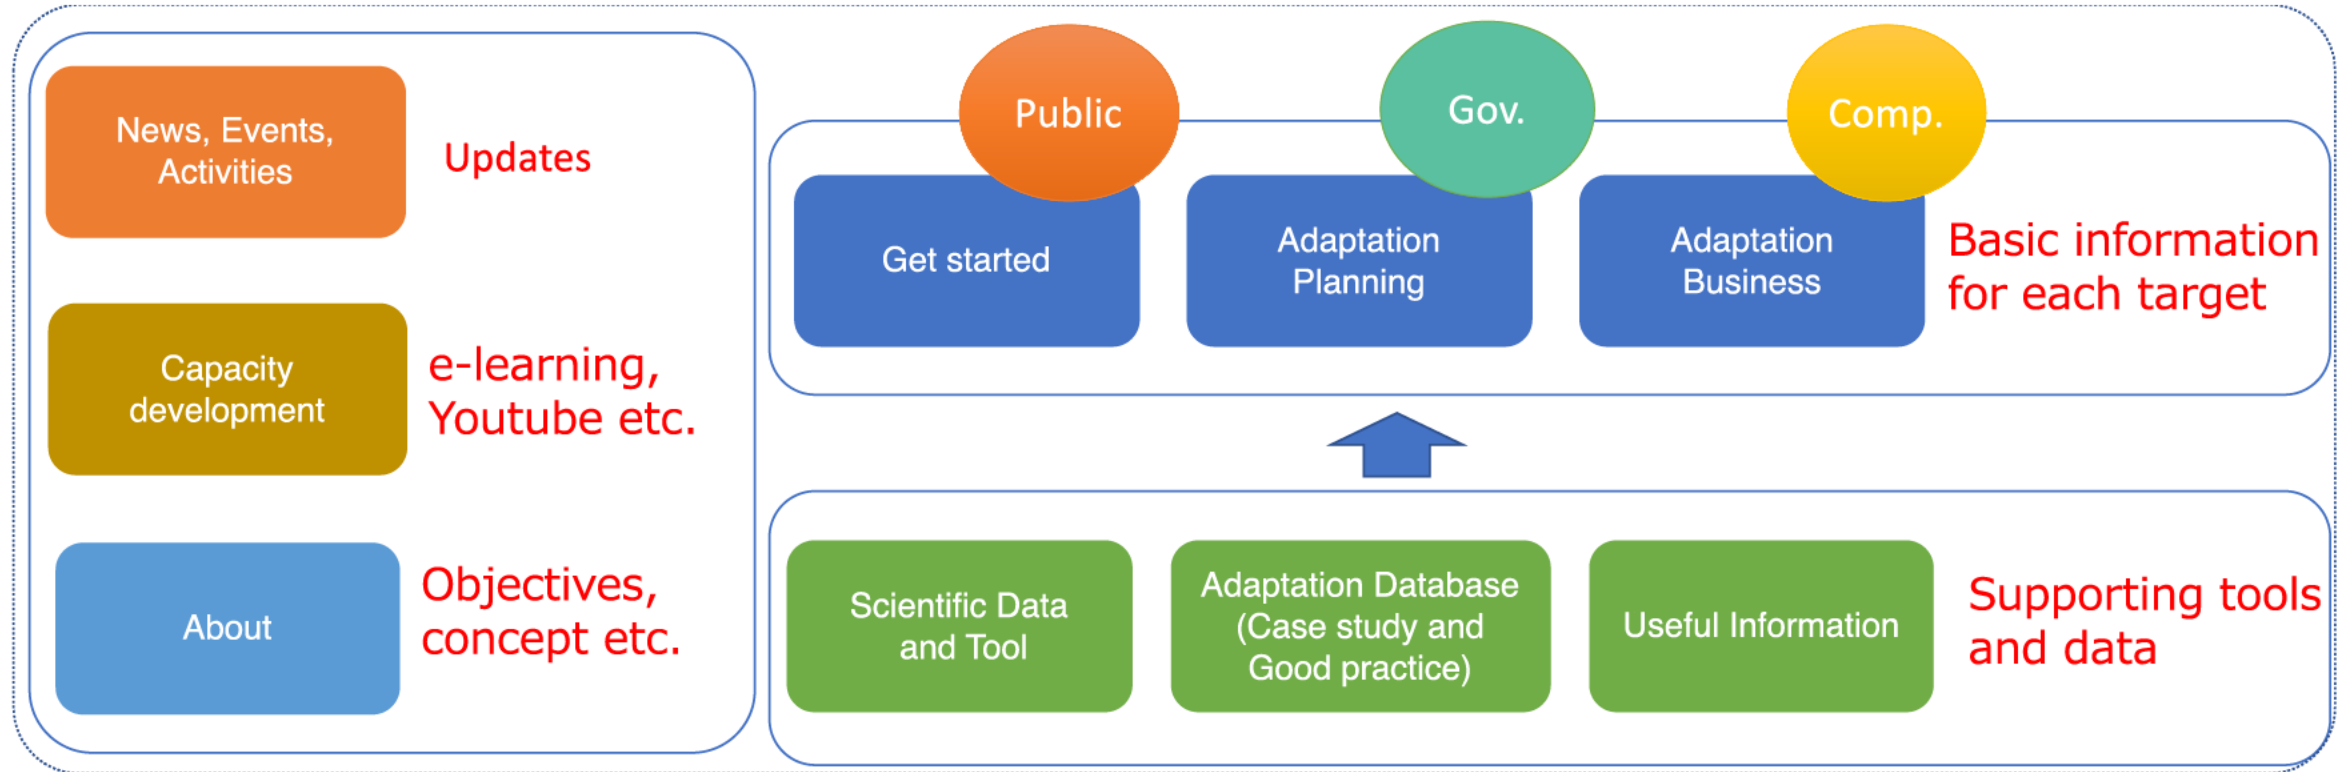 News, Events,
Activities
Updates
Capacity
development
e-learning,
Youtube etc.
About
Objectives,
concept etc.
Public
Gov.
Comp.
Get started
Adaptation
Planning
Adaptation
Business
Basic information
for each target
Scientific Data
and Tool
Adaptation Database
(Case study and
Good practice)
Useful Information
Supporting tools
and data